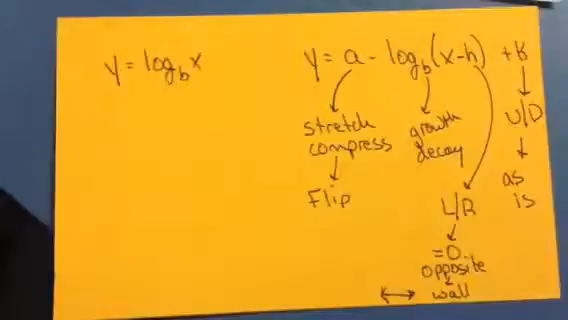 y = log_b x
y = a - log_b (x-h) + k
stretch
compress
Flip
growth
decay
L/R
=0
opposite
wall
U/D
as
is